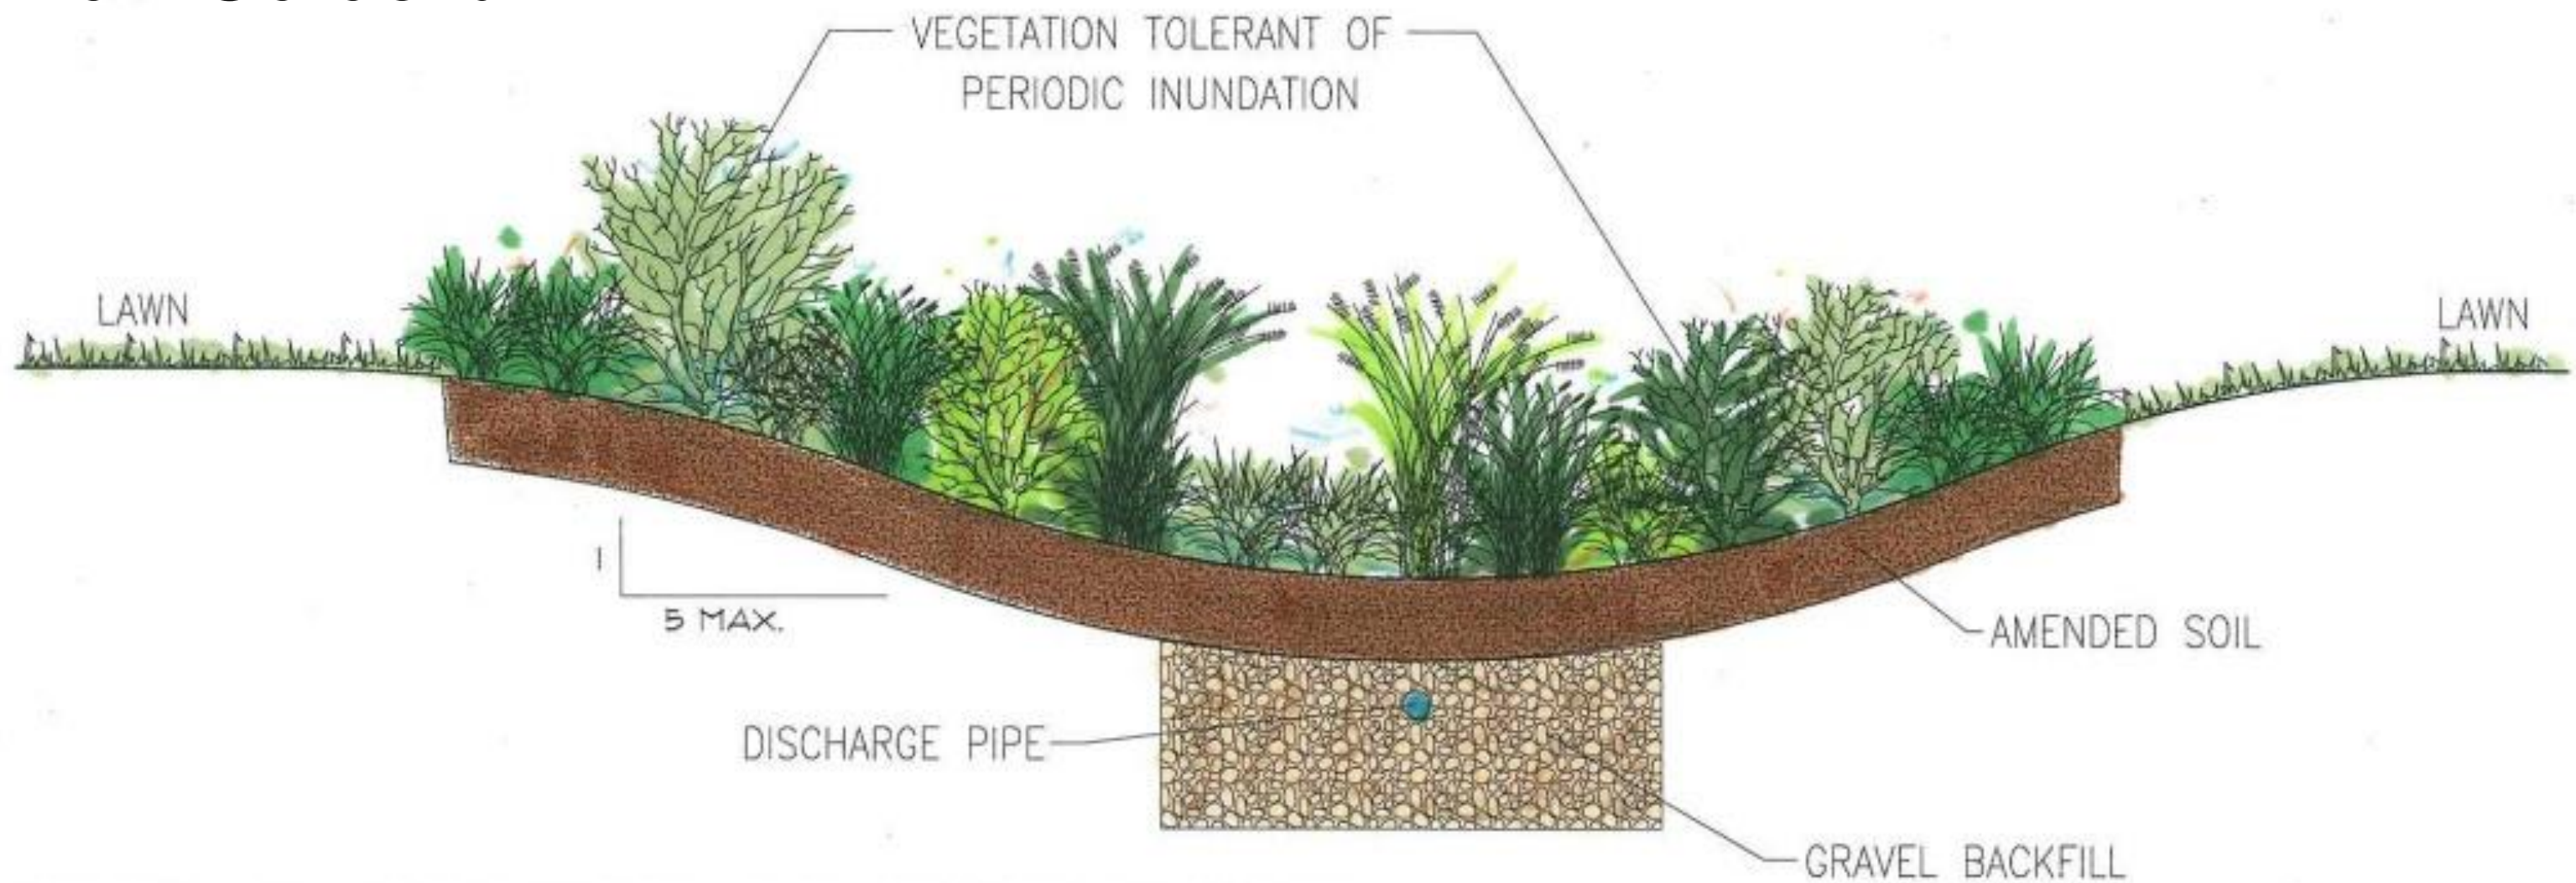 VEGETATION TOLERANT OF
PERIODIC INUNDATION
LAWN
LAWN
1
5 MAX.
AMENDED SOIL
DISCHARGE PIPE
GRAVEL BACKFILL